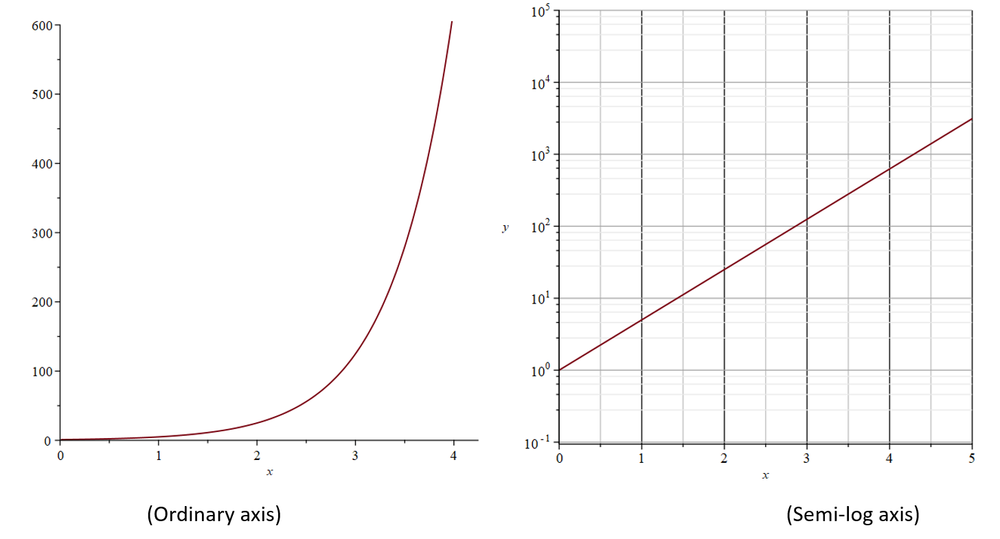 600
500
400
300
200
100
0
0 1 2 3 4
x
(Ordinary axis)
10^5
10^4
10^3
y
10^2
10^1
10^0
10^-1
0 1 2 3 4 5
x
(Semi-log axis)